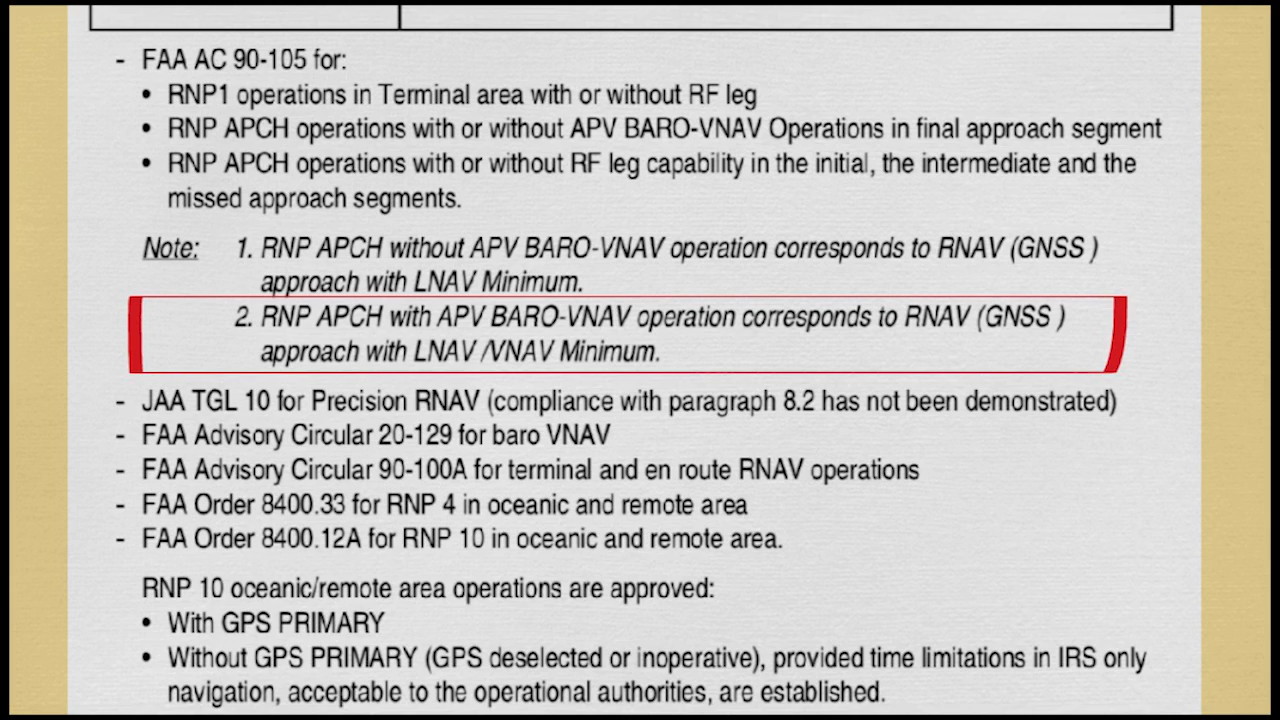 - FAA AC 90-105 for:
• RNP1 operations in Terminal area with or without RF leg
• RNP APCH operations with or without APV BARO-VNAV Operations in final approach segment
• RNP APCH operations with or without RF leg capability in the initial, the intermediate and the
missed approach segments.
Note: 1. RNP APCH without APV BARO-VNAV operation corresponds to RNAV (GNSS )
approach with LNAV Minimum.
2. RNP APCH with APV BARO-VNAV operation corresponds to RNAV (GNSS )
approach with LNAV /VNAV Minimum.
- JAA TGL 10 for Precision RNAV (compliance with paragraph 8.2 has not been demonstrated)
- FAA Advisory Circular 20-129 for baro VNAV
- FAA Advisory Circular 90-100A for terminal and en route RNAV operations
- FAA Order 8400.33 for RNP 4 in oceanic and remote area
- FAA Order 8400.12A for RNP 10 in oceanic and remote area.
RNP 10 oceanic/remote area operations are approved:
• With GPS PRIMARY
• Without GPS PRIMARY (GPS deselected or inoperative), provided time limitations in IRS only
navigation, acceptable to the operational authorities, are established.